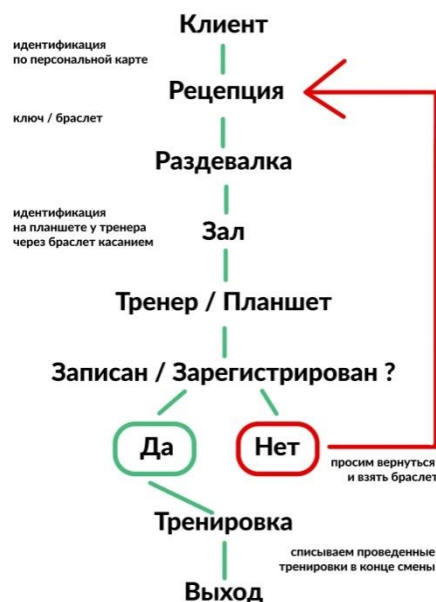 Клиент
идентификация
по персональной карте
Рецепция
ключ / браслет
Раздевалка
идентификация
на планшете у тренера
через браслет касанием
Зал
Тренер / Планшет
Записан / Зарегистрирован ?
Да
Нет
просим вернуться
и взять браслет
Тренировка
списываем проведенные
тренировки в конце смены
Выход